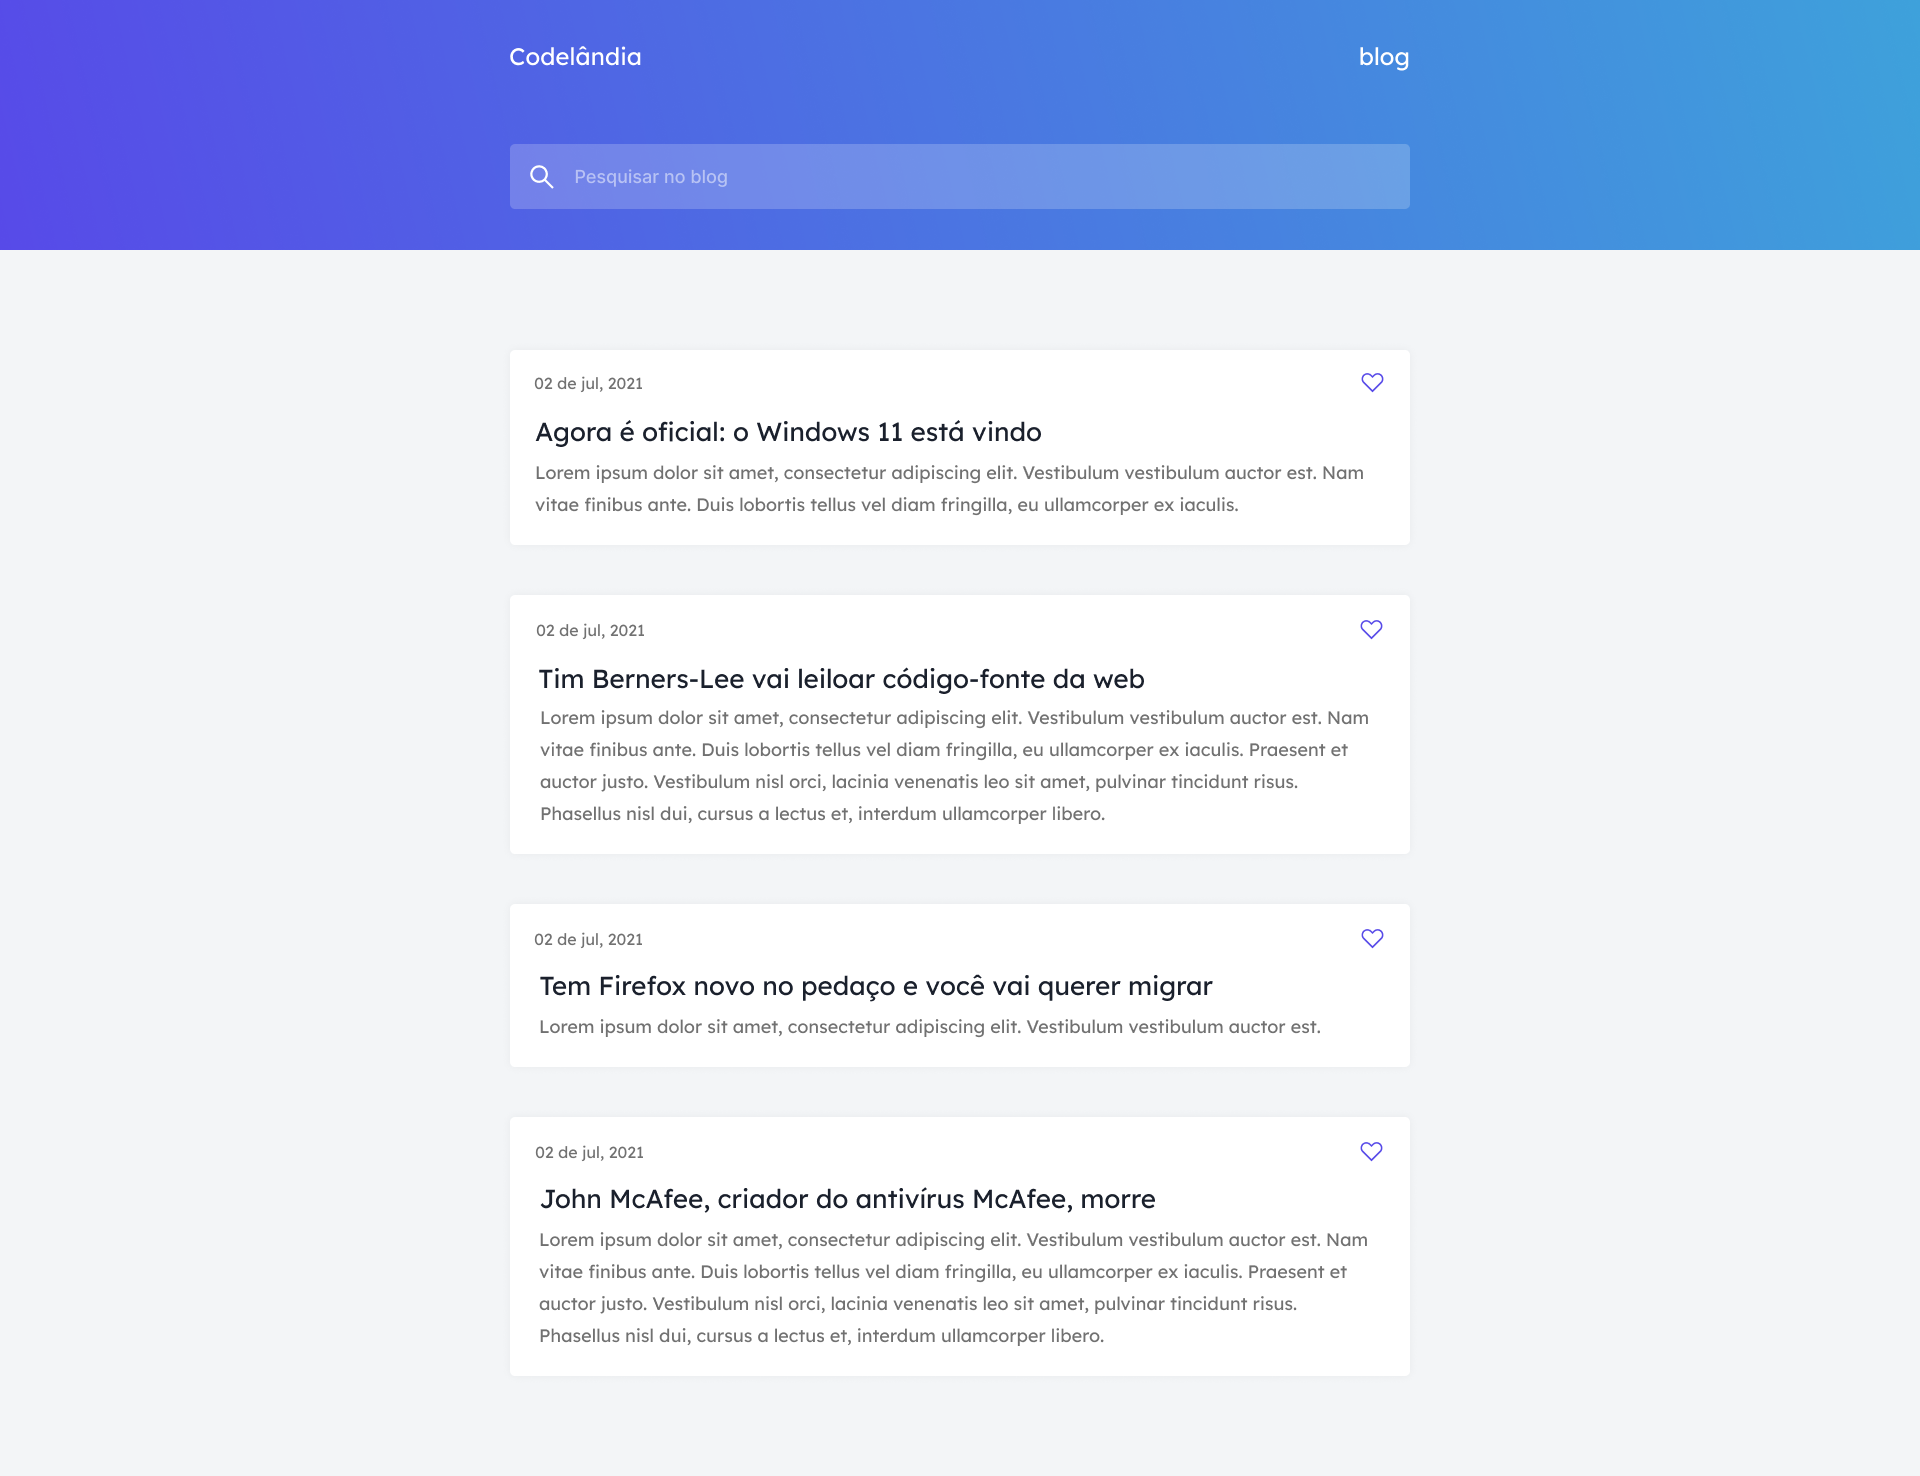 Codelândia
blog
Pesquisar no blog
02 de jul, 2021
Agora é oficial: o Windows 11 está vindo
Lorem ipsum dolor sit amet, consectetur adipiscing elit. Vestibulum vestibulum auctor est. Nam
vitae finibus ante. Duis lobortis tellus vel diam fringilla, eu ullamcorper ex iaculis.
02 de jul, 2021
Tim Berners-Lee vai leiloar código-fonte da web
Lorem ipsum dolor sit amet, consectetur adipiscing elit. Vestibulum vestibulum auctor est. Nam
vitae finibus ante. Duis lobortis tellus vel diam fringilla, eu ullamcorper ex iaculis. Praesent et
auctor justo. Vestibulum nisl orci, lacinia venenatis leo sit amet, pulvinar tincidunt risus.
Phasellus nisl dui, cursus a lectus et, interdum ullamcorper libero.
02 de jul, 2021
Tem Firefox novo no pedaço e você vai querer migrar
Lorem ipsum dolor sit amet, consectetur adipiscing elit. Vestibulum vestibulum auctor est.
02 de jul, 2021
John McAfee, criador do antivírus McAfee, morre
Lorem ipsum dolor sit amet, consectetur adipiscing elit. Vestibulum vestibulum auctor est. Nam
vitae finibus ante. Duis lobortis tellus vel diam fringilla, eu ullamcorper ex iaculis. Praesent et
auctor justo. Vestibulum nisl orci, lacinia venenatis leo sit amet, pulvinar tincidunt risus.
Phasellus nisl dui, cursus a lectus et, interdum ullamcorper libero.